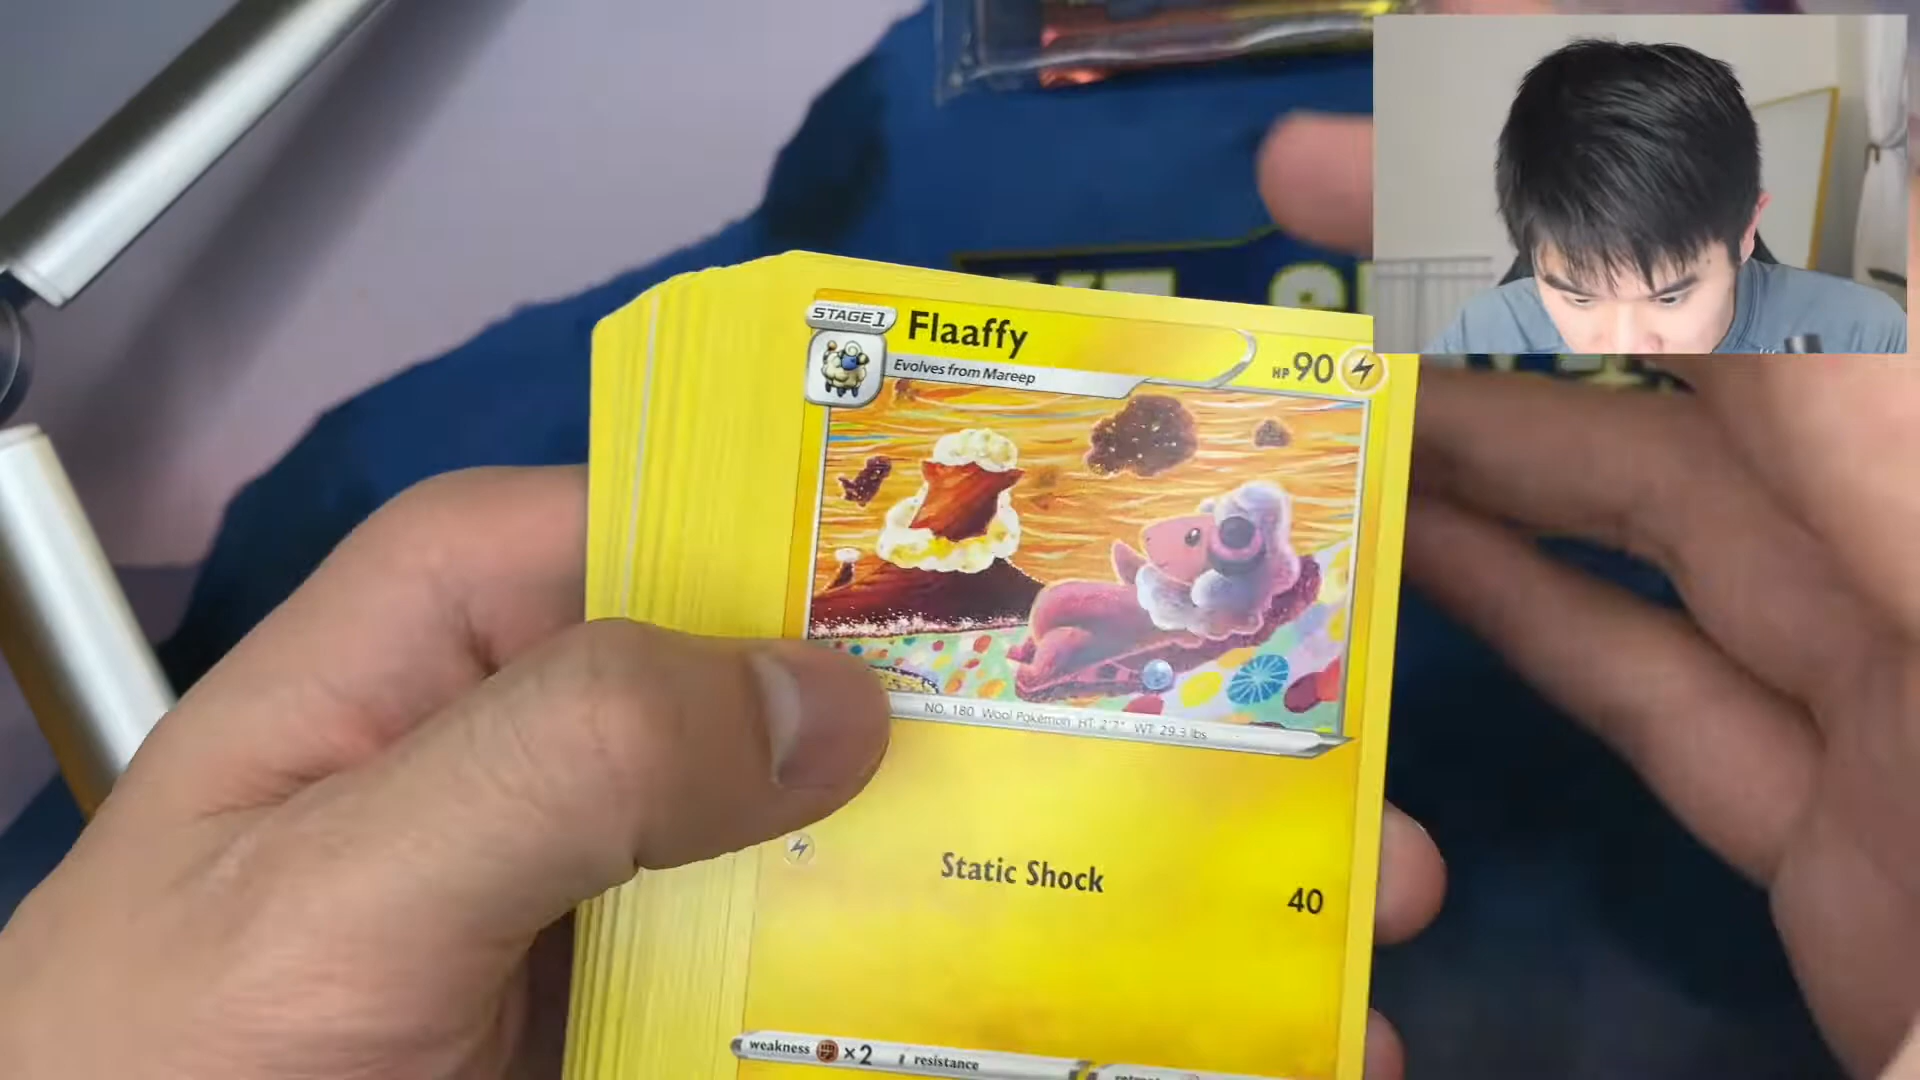 STAGE 1
Flaaffy
HP 90
Evolves from Mareep
NO. 180 Wool Pokémon HT: 2'7" WT: 29.3 lbs
Static Shock
40
weakness ×2 resistance